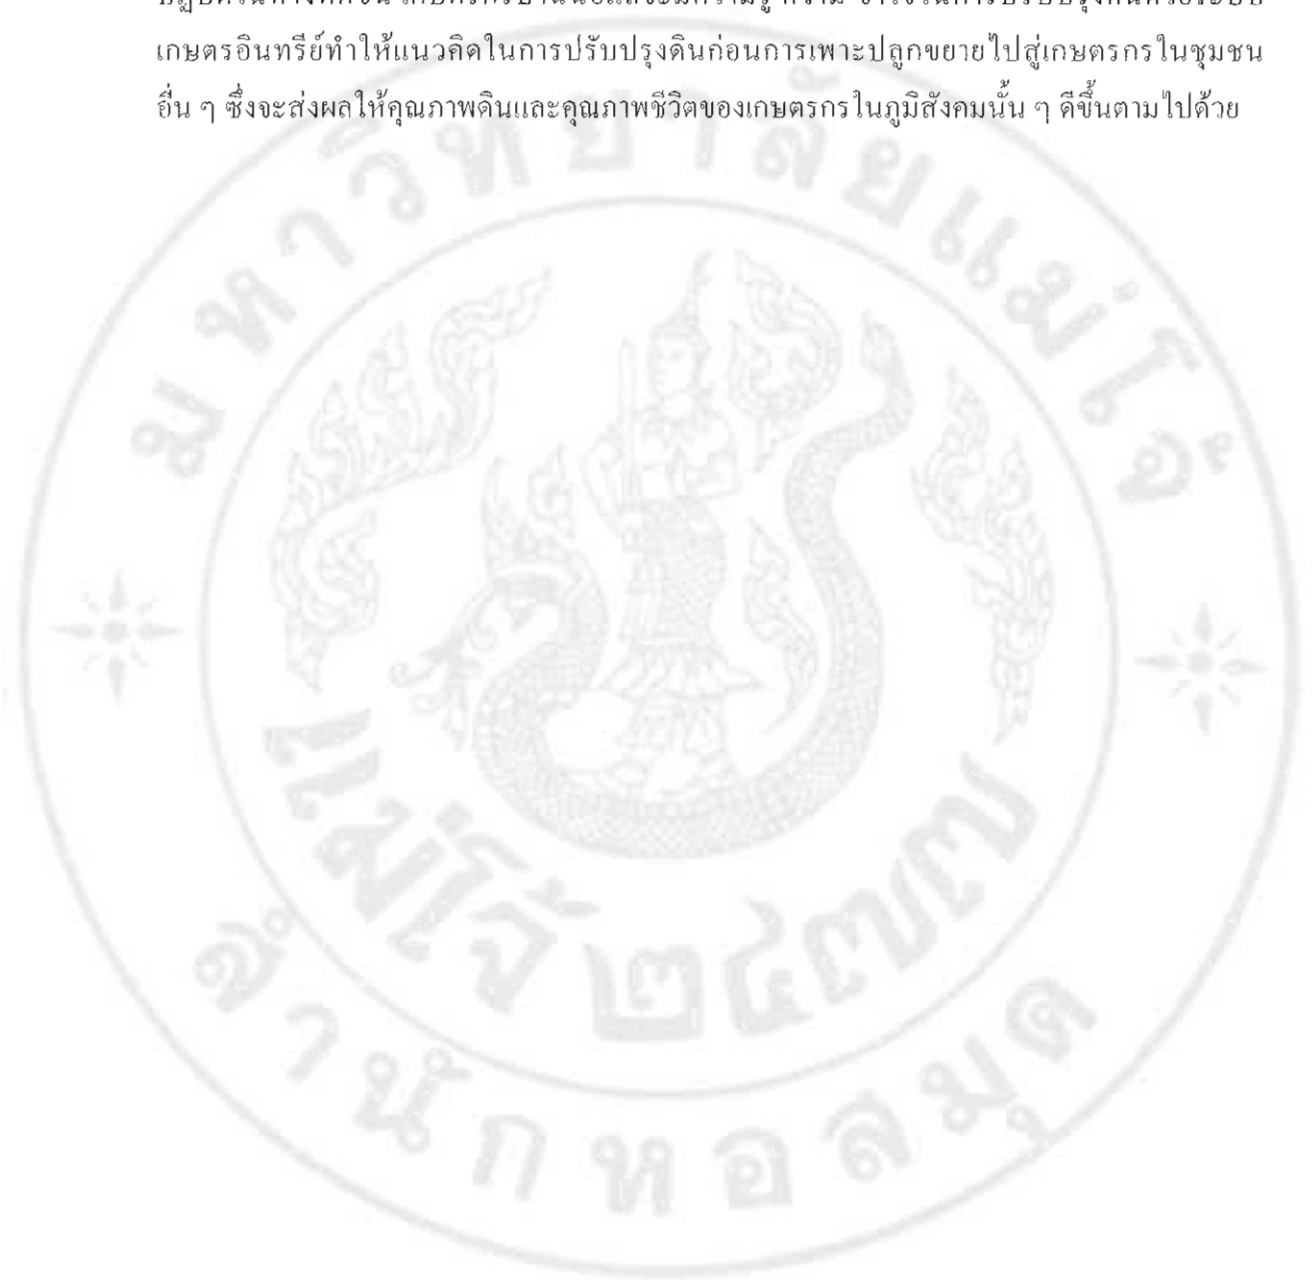 เกษตรอินทรีย์ทำให้แนวคิดในการปรับปรุงดินก่อนการเพาะปลูกขยายไปสู่เกษตรกรในชุมชน
อื่น ๆ ซึ่งจะส่งผลให้คุณภาพดินและคุณภาพชีวิตของเกษตรกรในภูมิสังคมนั้น ๆ ดีขึ้นตามไปด้วย
มหาวิทยาลัยแม่โจ้
แม่โจ้ ๒๔๗๗
สำนักหอสมุด